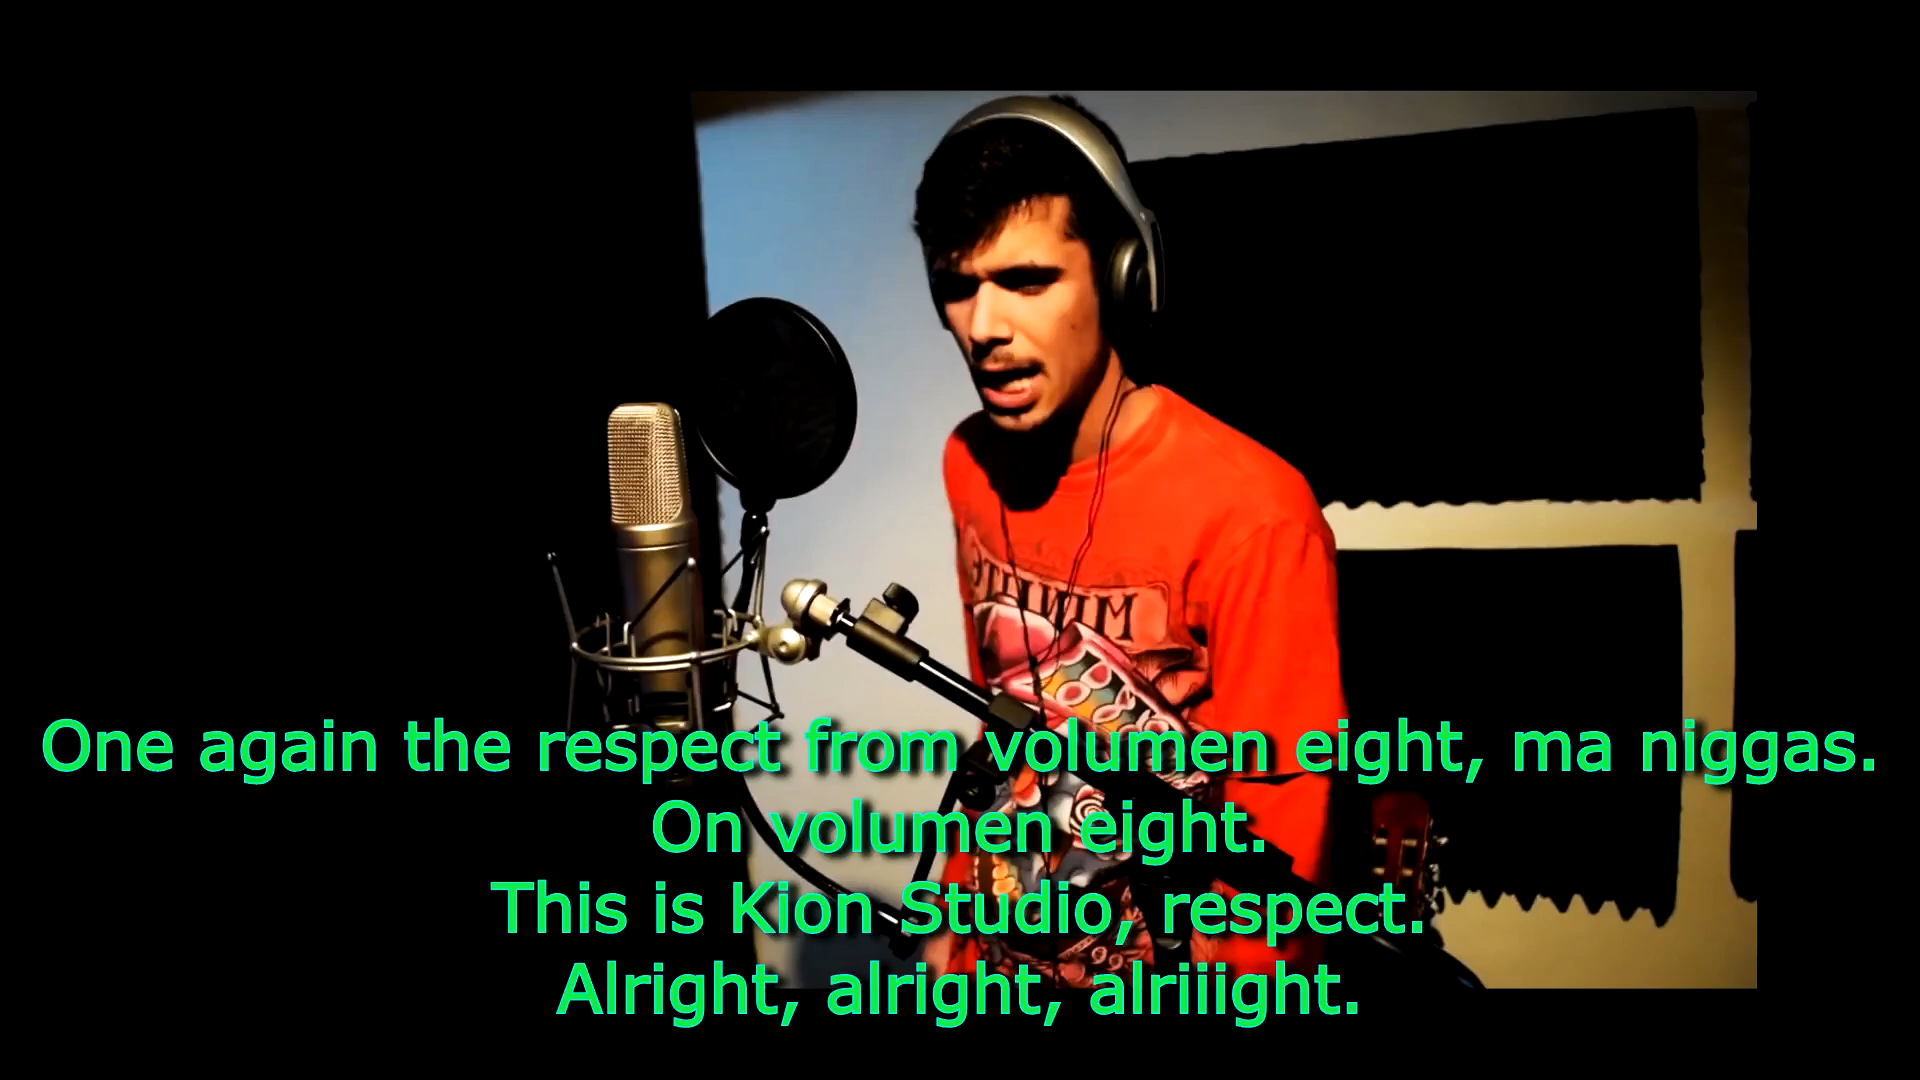 One again the respect from volumen eight, ma niggas.
On volumen eight.
This is Kion Studio, respect.
Alright, alright, alriiight.